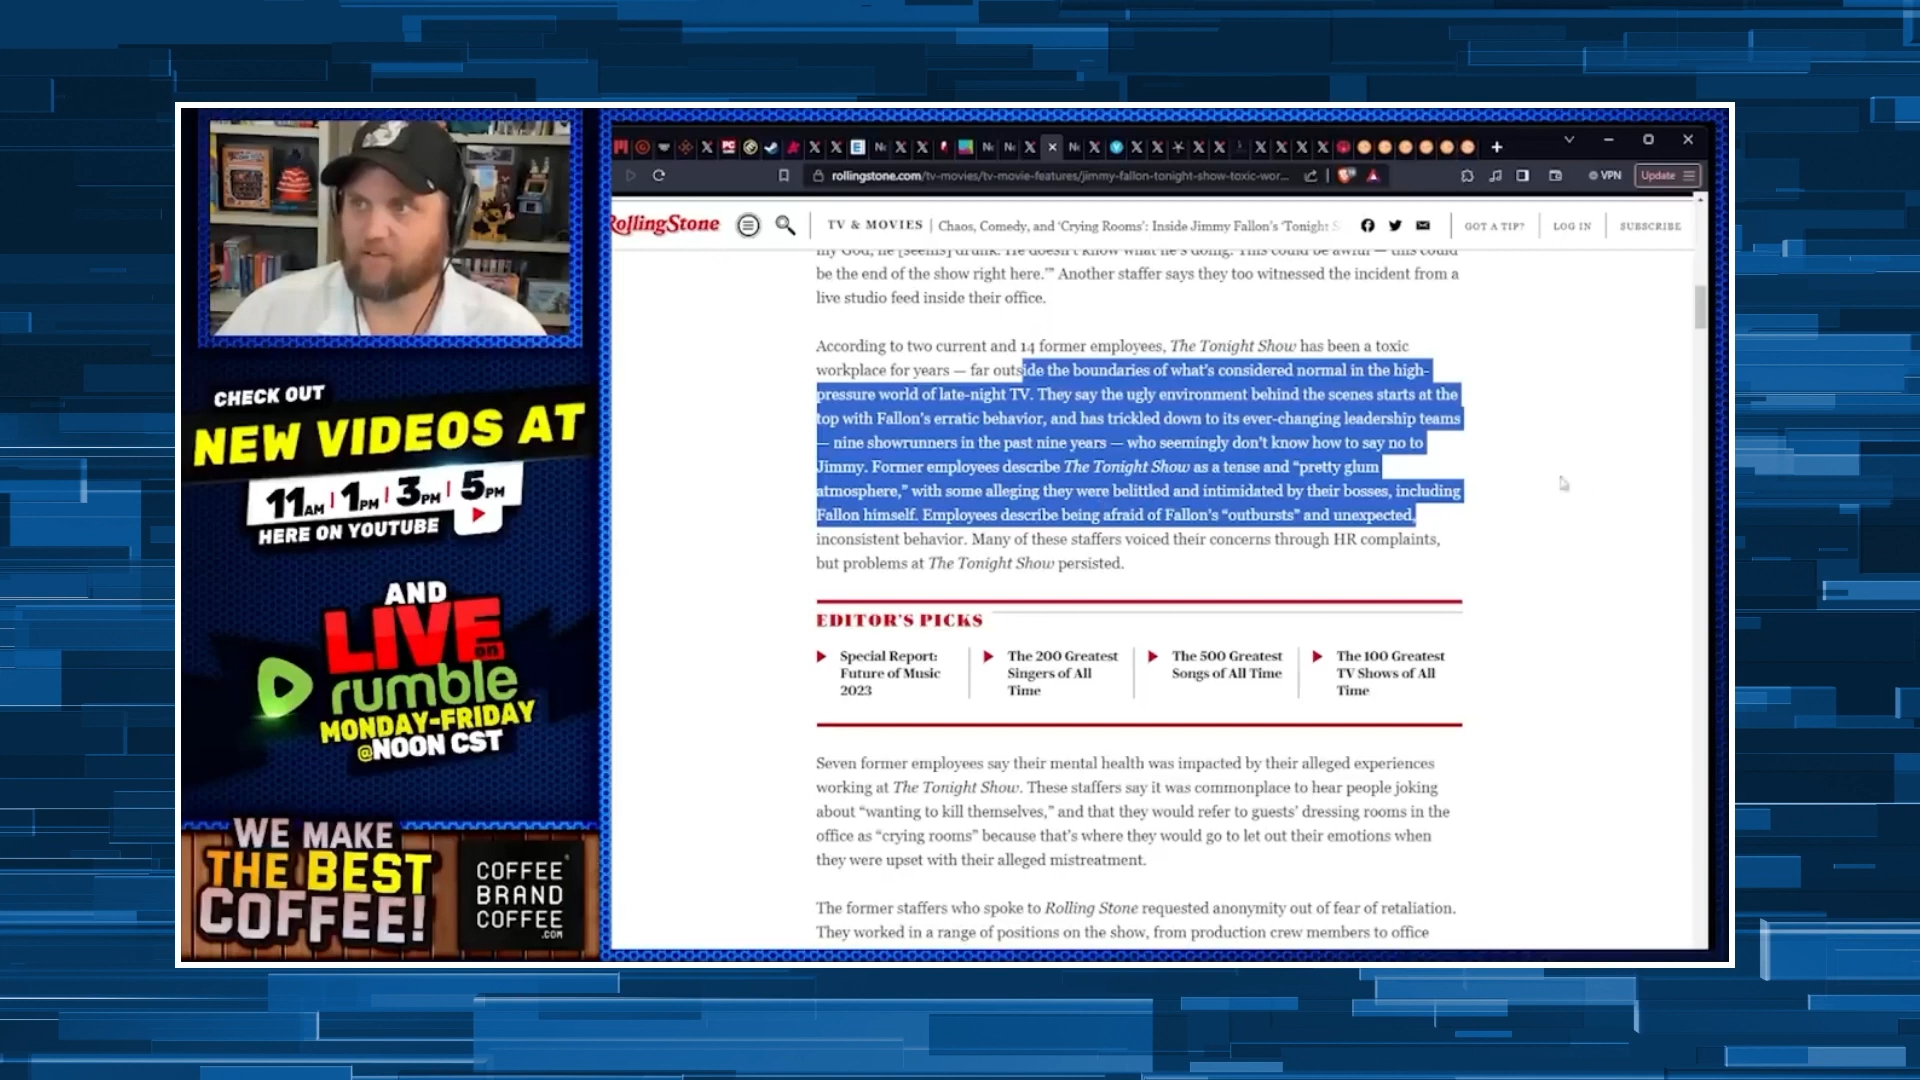 CHECK OUT
NEW VIDEOS AT
11AM | 1PM | 3PM | 5PM
HERE ON YOUTUBE
AND
LIVE on
rumble
MONDAY-FRIDAY
@NOON CST
WE MAKE
THE BEST
COFFEE!
COFFEE
BRAND
COFFEE
.COM
rollingstone.com/tv-movies/tv-movie-features/jimmy-fallon-tonight-show-toxic-wor...
VPN
Update
RollingStone
TV & MOVIES | Chaos, Comedy, and ‘Crying Rooms’: Inside Jimmy Fallon’s ‘Tonight S
GOT A TIP?
LOG IN
SUBSCRIBE
my God, he [seems] drunk. He doesn’t know what he’s doing. This could be awful — this could
be the end of the show right here.’” Another staffer says they too witnessed the incident from a
live studio feed inside their office.
According to two current and 14 former employees, The Tonight Show has been a toxic
workplace for years — far outside the boundaries of what’s considered normal in the high-
pressure world of late-night TV. They say the ugly environment behind the scenes starts at the
top with Fallon’s erratic behavior, and has trickled down to its ever-changing leadership teams
— nine showrunners in the past nine years — who seemingly don’t know how to say no to
Jimmy. Former employees describe The Tonight Show as a tense and “pretty glum
atmosphere,” with some alleging they were belittled and intimidated by their bosses, including
Fallon himself. Employees describe being afraid of Fallon’s “outbursts” and unexpected,
inconsistent behavior. Many of these staffers voiced their concerns through HR complaints,
but problems at The Tonight Show persisted.
EDITOR’S PICKS
Special Report:
Future of Music
2023
The 200 Greatest
Singers of All
Time
The 500 Greatest
Songs of All Time
The 100 Greatest
TV Shows of All
Time
Seven former employees say their mental health was impacted by their alleged experiences
working at The Tonight Show. These staffers say it was commonplace to hear people joking
about “wanting to kill themselves,” and that they would refer to guests’ dressing rooms in the
office as “crying rooms” because that’s where they would go to let out their emotions when
they were upset with their alleged mistreatment.
The former staffers who spoke to Rolling Stone requested anonymity out of fear of retaliation.
They worked in a range of positions on the show, from production crew members to office